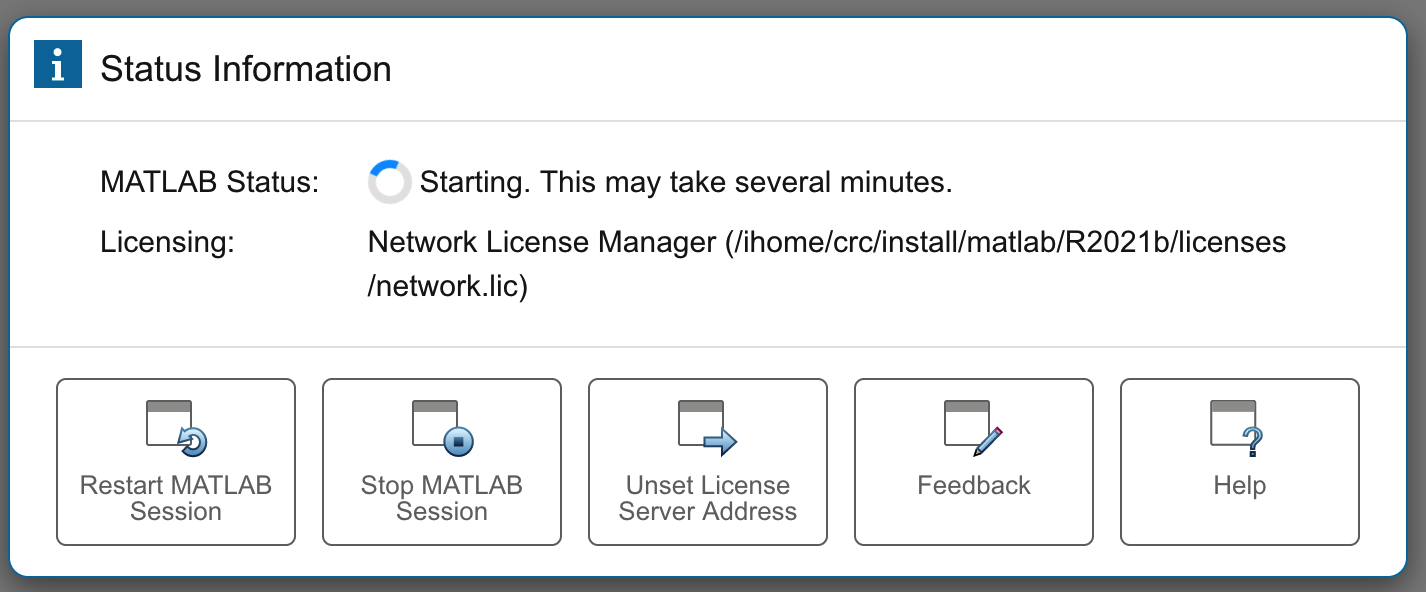 i
Status Information
MATLAB Status: Starting. This may take several minutes.
Licensing: Network License Manager (/ihome/crc/install/matlab/R2021b/licenses
/network.lic)
Restart MATLAB
Session
Stop MATLAB
Session
Unset License
Server Address
Feedback
?
Help